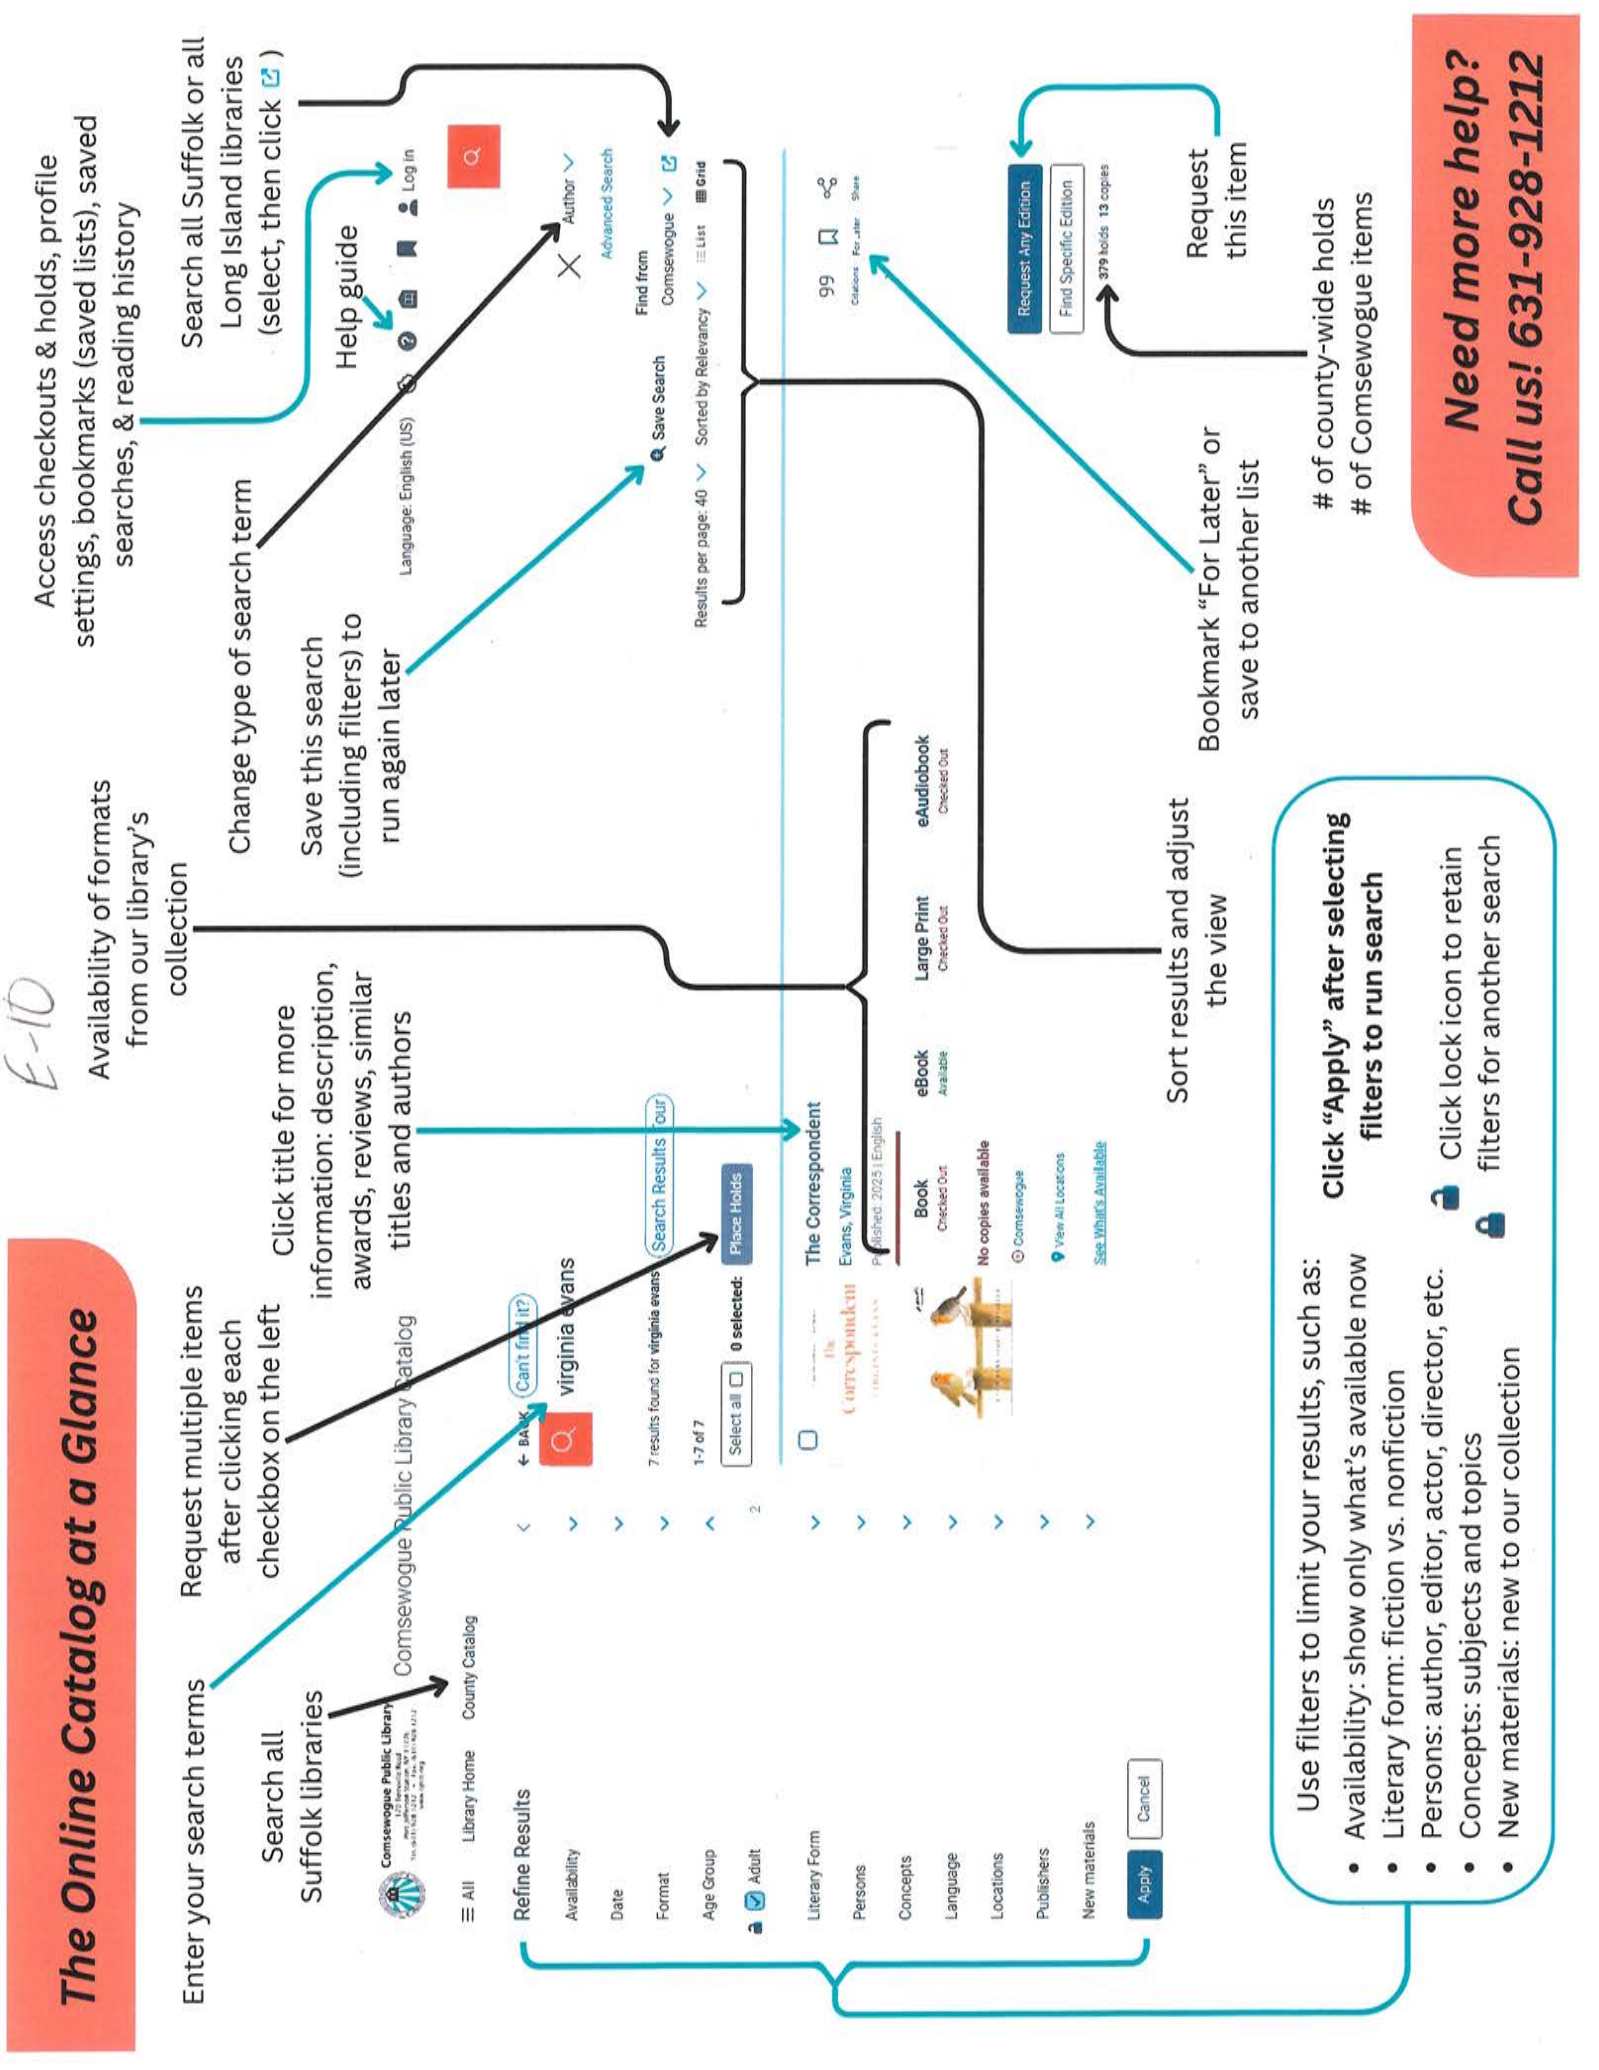 E-10
The Online Catalog at a Glance
Enter your search terms
Search all
Suffolk libraries
Request multiple items
after clicking each
checkbox on the left
Click title for more
information: description,
awards, reviews, similar
titles and authors
Availability of formats
from our library's
collection
Change type of search term
Save this search
(including filters) to
run again later
Access checkouts & holds, profile
settings, bookmarks (saved lists), saved
searches, & reading history
Help guide
Search all Suffolk or all
Long Island libraries
(select, then click )
Comsewogue Public Library
Comsewogue Public Library Catalog
Language: English (US)
Log in
All Library Home County Catalog
Refine Results
Availability
Date
Format
Age Group
Adult
2
Literary Form
Persons
Concepts
Language
Locations
Publishers
New materials
Apply Cancel
← BACK Can't find it?
virginia evans
Author
Advanced Search
7 results found for virginia evans Search Results Tour
Save Search
Find from
Comsewogue
1-7 of 7
Results per page: 40 Sorted by Relevancy List Grid
Select all 0 selected: Place Holds
The
Correspondent
The Correspondent
Evans, Virginia
Published: 2025 | English
Book
Checked Out
eBook
Available
Large Print
Checked Out
eAudiobook
Checked Out
No copies available
Comsewogue
View All Locations
See What's Available
Citations For Later Share
Request Any Edition
Find Specific Edition
379 holds 13 copies
Request
this item
Bookmark "For Later" or
save to another list
# of county-wide holds
# of Comsewogue items
Sort results and adjust
the view
Use filters to limit your results, such as:
• Availability: show only what's available now
• Literary form: fiction vs. nonfiction
• Persons: author, editor, actor, director, etc.
• Concepts: subjects and topics
• New materials: new to our collection
Click "Apply" after selecting
filters to run search
Click lock icon to retain
filters for another search
Need more help?
Call us! 631-928-1212